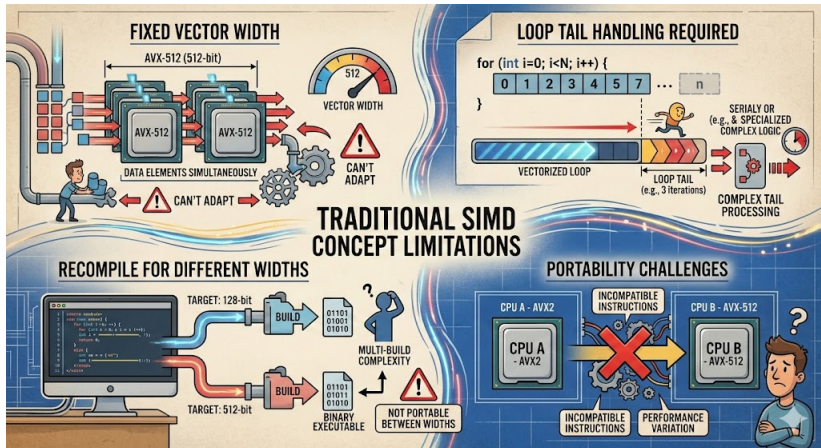 FIXED VECTOR WIDTH
AVX-512 (512-bit)
AVX-512
AVX-512
DATA ELEMENTS SIMULTANEOUSLY
CAN'T ADAPT
512
VECTOR WIDTH
CAN'T
ADAPT
LOOP TAIL HANDLING REQUIRED
for (int i=0; i<N; i++) {
0 1 2 3 4 5 7 ... n
}
SERIALY OR
(e.g., & SPECIALIZED
COMPLEX LOGIC
VECTORIZED LOOP
LOOP TAIL
(e.g., 3 iterations)
COMPLEX TAIL
PROCESSING
TRADITIONAL SIMD
CONCEPT LIMITATIONS
RECOMPILE FOR DIFFERENT WIDTHS
TARGET: 128-bit
BUILD
01101
01001
01010
?
MULTI-BUILD
COMPLEXITY
TARGET: 512-bit
BUILD
01101
01011
01010
BINARY
EXECUTABLE
NOT PORTABLE
BETWEEN WIDTHS
PORTABILITY CHALLENGES
CPU A - AVX2
INCOMPATIBLE
INSTRUCTIONS
CPU B - AVX-512
CPU A
- AVX2
CPU B
- AVX-512
?
INCOMPATIBLE
INSTRUCTIONS
PERFORMANCE
VARIATION